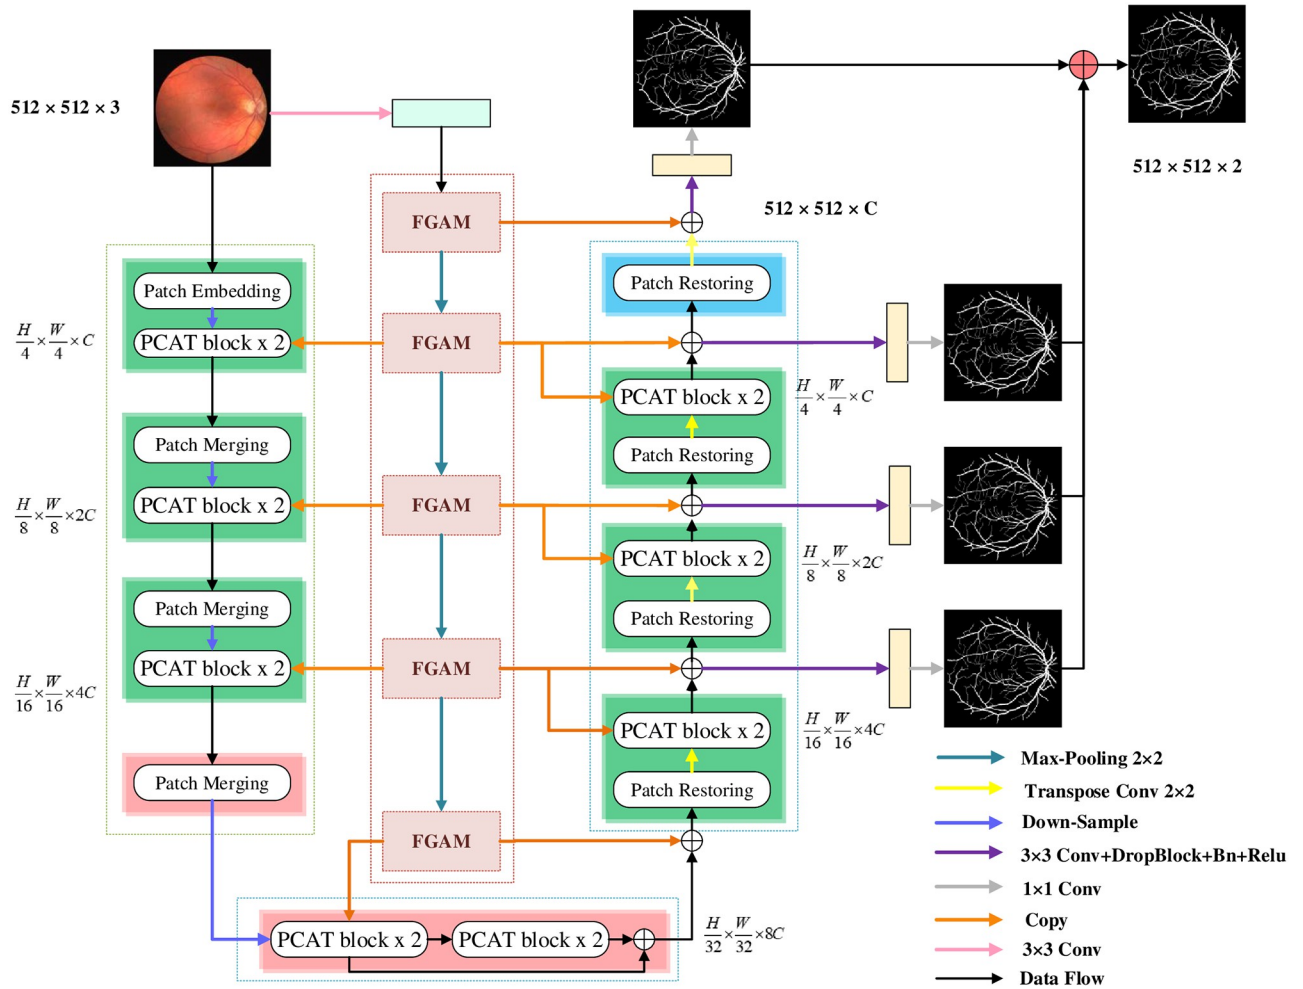 512 × 512 × 3
512 × 512 × 2
512 × 512 × C
FGAM
Patch Restoring
Patch Embedding
PCAT block x 2
H/4 × W/4 × C
FGAM
PCAT block x 2
H/4 × W/4 × C
Patch Merging
Patch Restoring
PCAT block x 2
H/8 × W/8 × 2C
FGAM
PCAT block x 2
H/8 × W/8 × 2C
Patch Merging
Patch Restoring
PCAT block x 2
H/16 × W/16 × 4C
FGAM
PCAT block x 2
H/16 × W/16 × 4C
Patch Merging
Patch Restoring
FGAM
PCAT block x 2
PCAT block x 2
H/32 × W/32 × 8C
Max-Pooling 2×2
Transpose Conv 2×2
Down-Sample
3×3 Conv+DropBlock+Bn+Relu
1×1 Conv
Copy
3×3 Conv
Data Flow